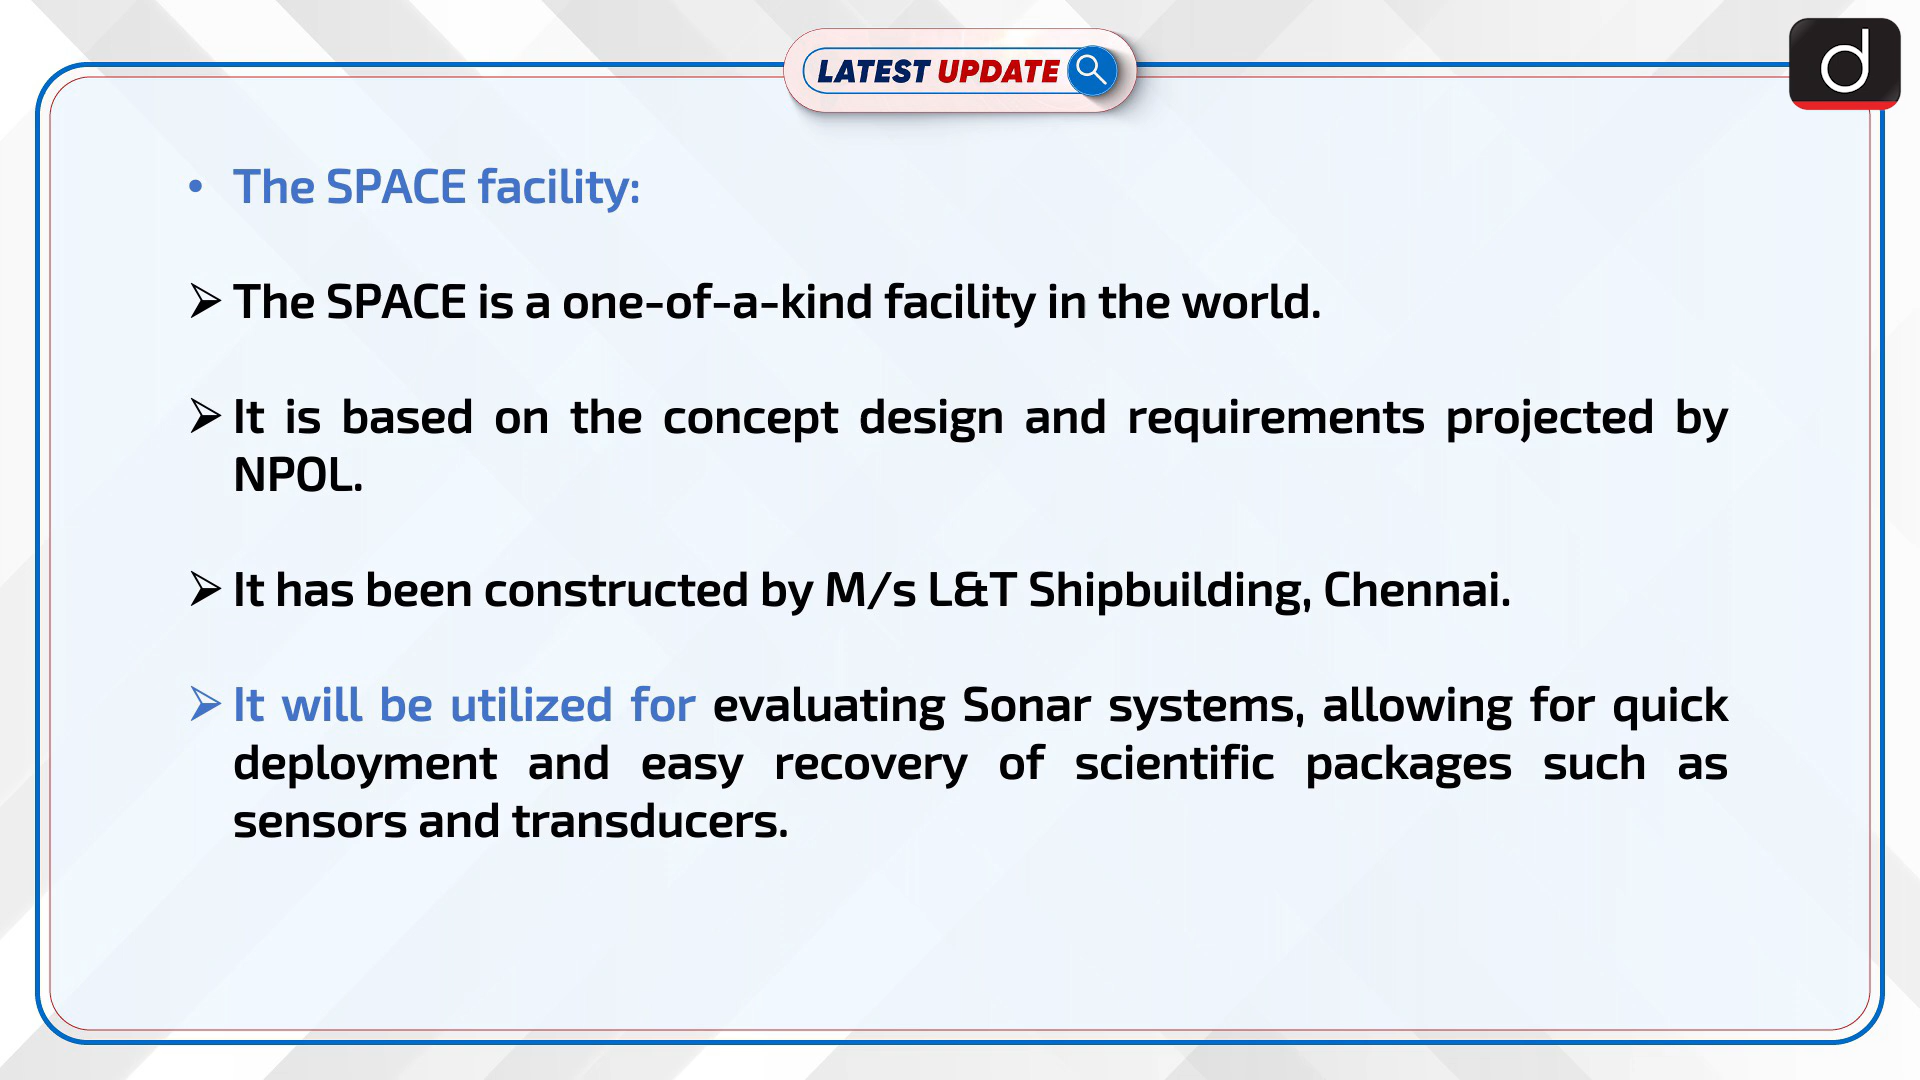 LATEST UPDATE
d
• The SPACE facility:
➢ The SPACE is a one-of-a-kind facility in the world.
➢ It is based on the concept design and requirements projected by
NPOL.
➢ It has been constructed by M/s L&T Shipbuilding, Chennai.
➢ It will be utilized for evaluating Sonar systems, allowing for quick
deployment and easy recovery of scientific packages such as
sensors and transducers.